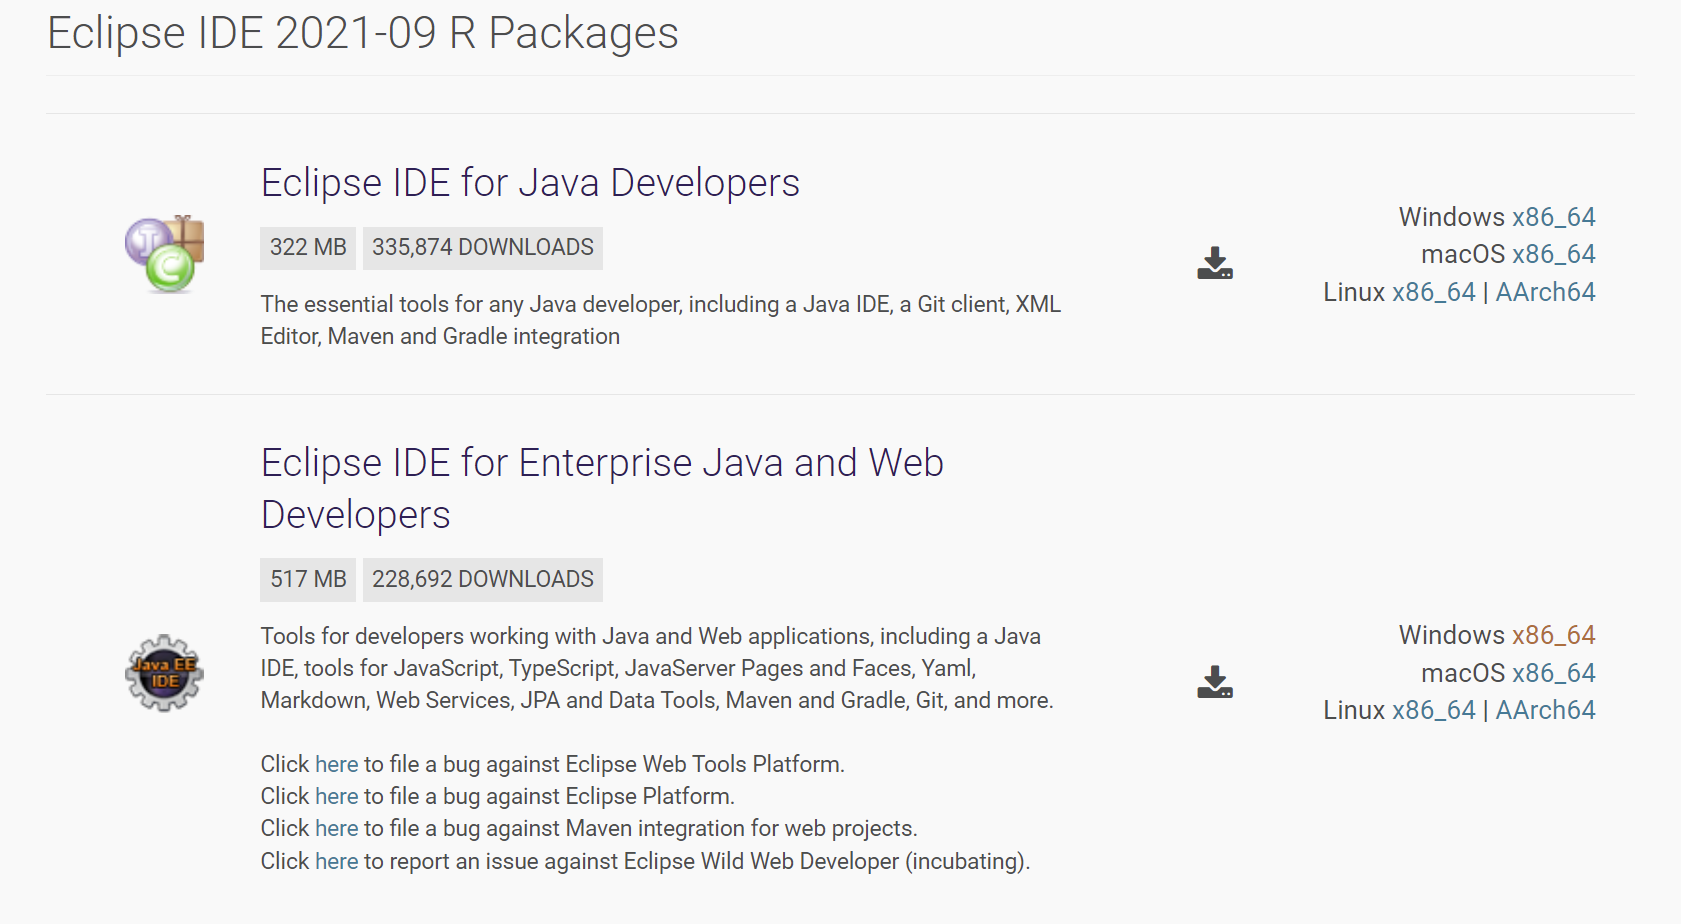 Eclipse IDE 2021-09 R Packages
Eclipse IDE for Java Developers
322 MB 335,874 DOWNLOADS
The essential tools for any Java developer, including a Java IDE, a Git client, XML
Editor, Maven and Gradle integration
Windows x86_64
macOS x86_64
Linux x86_64 | AArch64
Eclipse IDE for Enterprise Java and Web
Developers
517 MB 228,692 DOWNLOADS
Java EE
IDE
Tools for developers working with Java and Web applications, including a Java
IDE, tools for JavaScript, TypeScript, JavaServer Pages and Faces, Yaml,
Markdown, Web Services, JPA and Data Tools, Maven and Gradle, Git, and more.
Click here to file a bug against Eclipse Web Tools Platform.
Click here to file a bug against Eclipse Platform.
Click here to file a bug against Maven integration for web projects.
Click here to report an issue against Eclipse Wild Web Developer (incubating).
Windows x86_64
macOS x86_64
Linux x86_64 | AArch64